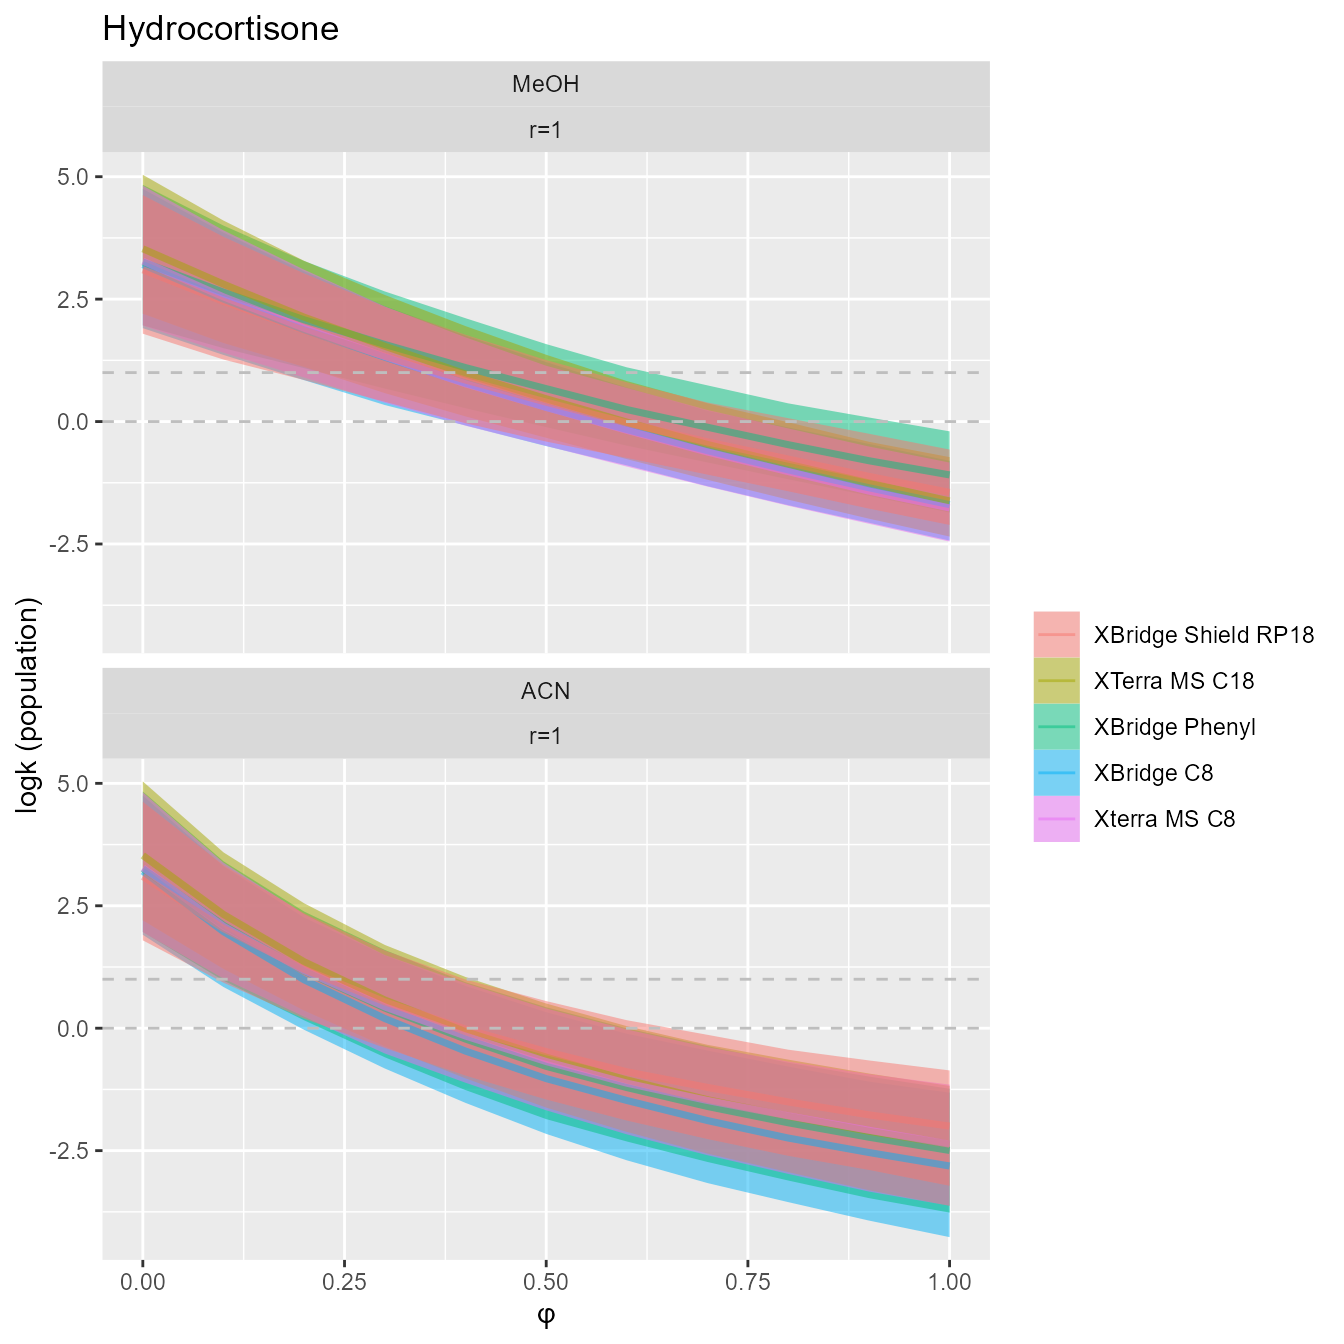 Hydrocortisone
MeOH
r=1
5.0
2.5
0.0
-2.5
ACN
r=1
5.0
2.5
0.0
-2.5
0.00 0.25 0.50 0.75 1.00
φ
logk (population)
XBridge Shield RP18
XTerra MS C18
XBridge Phenyl
XBridge C8
Xterra MS C8